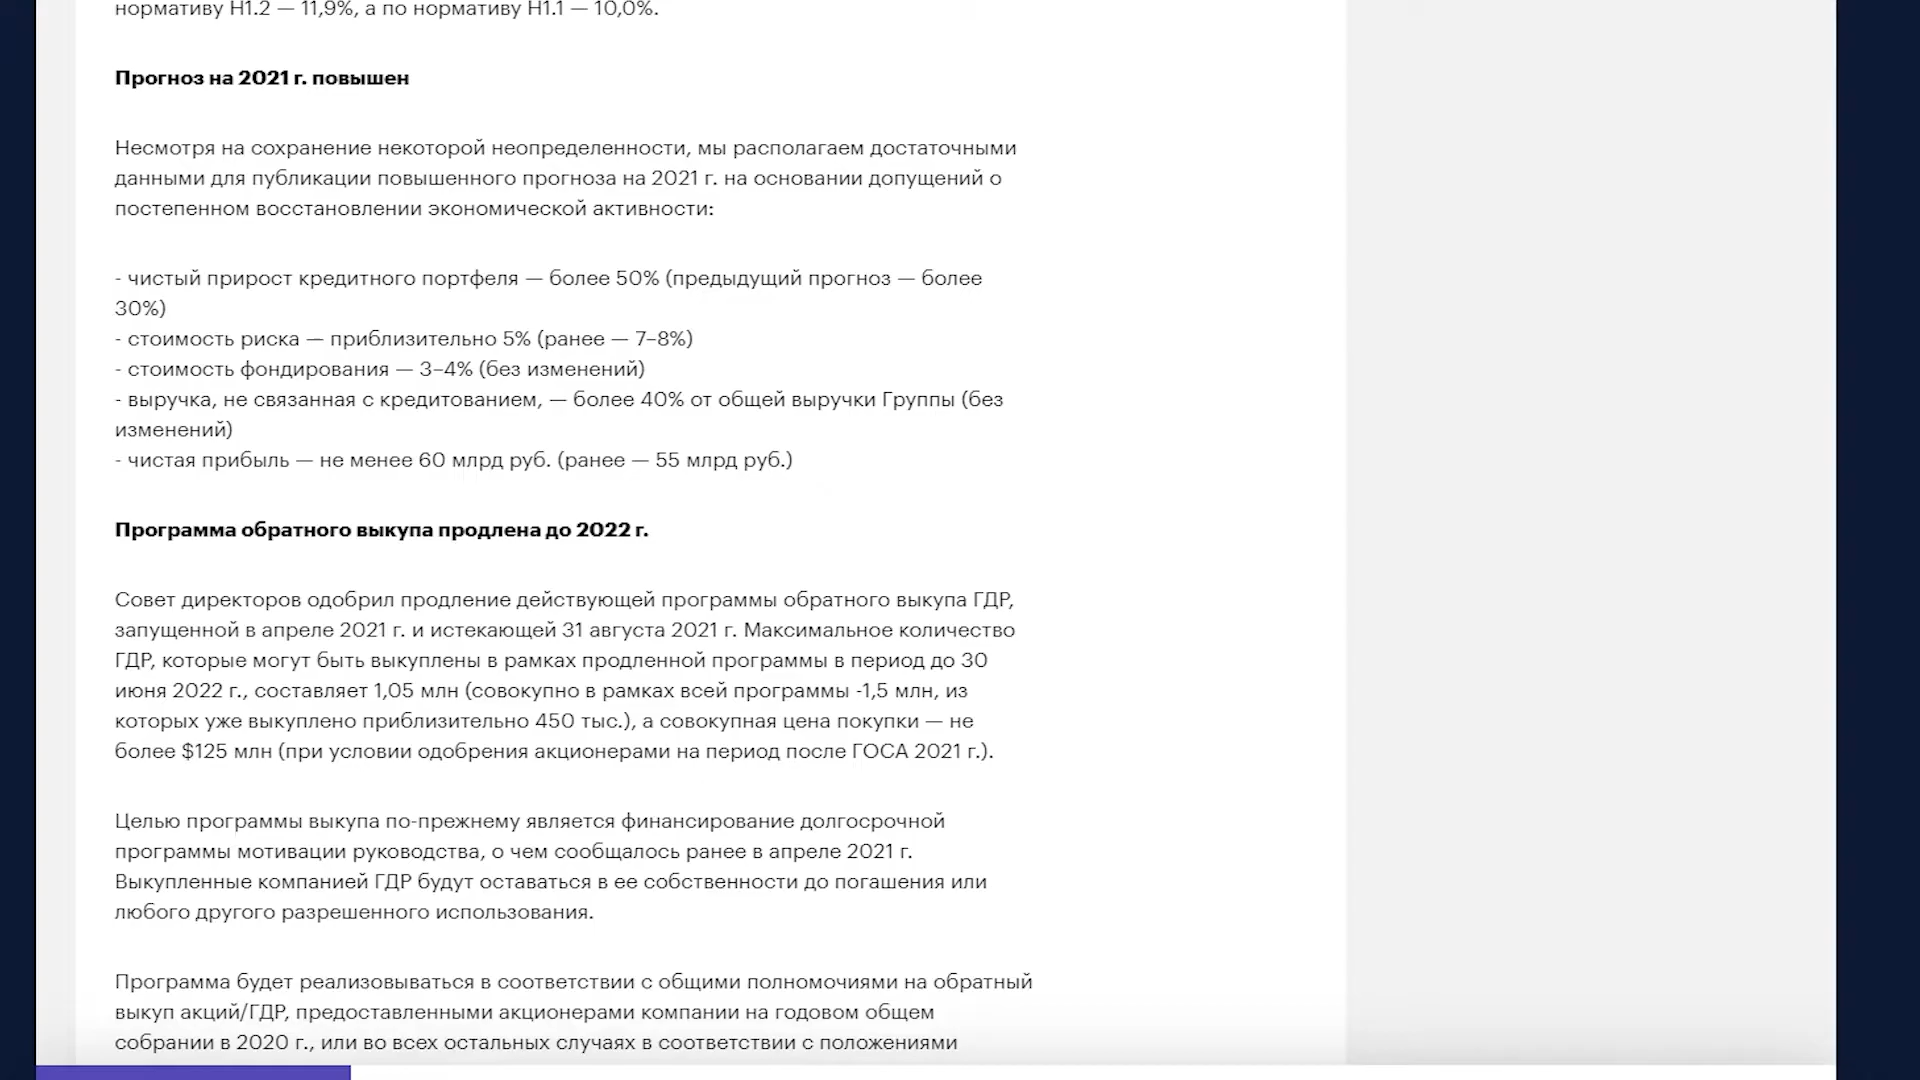 нормативу Н1.2 — 11,9%, а по нормативу Н1.1 — 10,0%.
Прогноз на 2021 г. повышен
Несмотря на сохранение некоторой неопределенности, мы располагаем достаточными
данными для публикации повышенного прогноза на 2021 г. на основании допущений о
постепенном восстановлении экономической активности:
- чистый прирост кредитного портфеля — более 50% (предыдущий прогноз — более
30%)
- стоимость риска — приблизительно 5% (ранее — 7–8%)
- стоимость фондирования — 3–4% (без изменений)
- выручка, не связанная с кредитованием, — более 40% от общей выручки Группы (без
изменений)
- чистая прибыль — не менее 60 млрд руб. (ранее — 55 млрд руб.)
Программа обратного выкупа продлена до 2022 г.
Совет директоров одобрил продление действующей программы обратного выкупа ГДР,
запущенной в апреле 2021 г. и истекающей 31 августа 2021 г. Максимальное количество
ГДР, которые могут быть выкуплены в рамках продленной программы в период до 30
июня 2022 г., составляет 1,05 млн (совокупно в рамках всей программы -1,5 млн, из
которых уже выкуплено приблизительно 450 тыс.), а совокупная цена покупки — не
более $125 млн (при условии одобрения акционерами на период после ГОСА 2021 г.).
Целью программы выкупа по-прежнему является финансирование долгосрочной
программы мотивации руководства, о чем сообщалось ранее в апреле 2021 г.
Выкупленные компанией ГДР будут оставаться в ее собственности до погашения или
любого другого разрешенного использования.
Программа будет реализовываться в соответствии с общими полномочиями на обратный
выкуп акций/ГДР, предоставленными акционерами компании на годовом общем
собрании в 2020 г., или во всех остальных случаях в соответствии с положениями